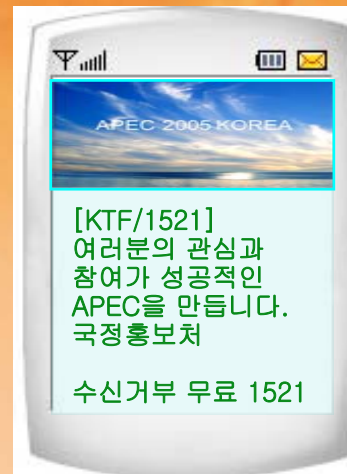 APEC 2005 KOREA
[KTF/1521]
여러분의 관심과
참여가 성공적인
APEC을 만듭니다.
국정홍보처
수신거부 무료 1521